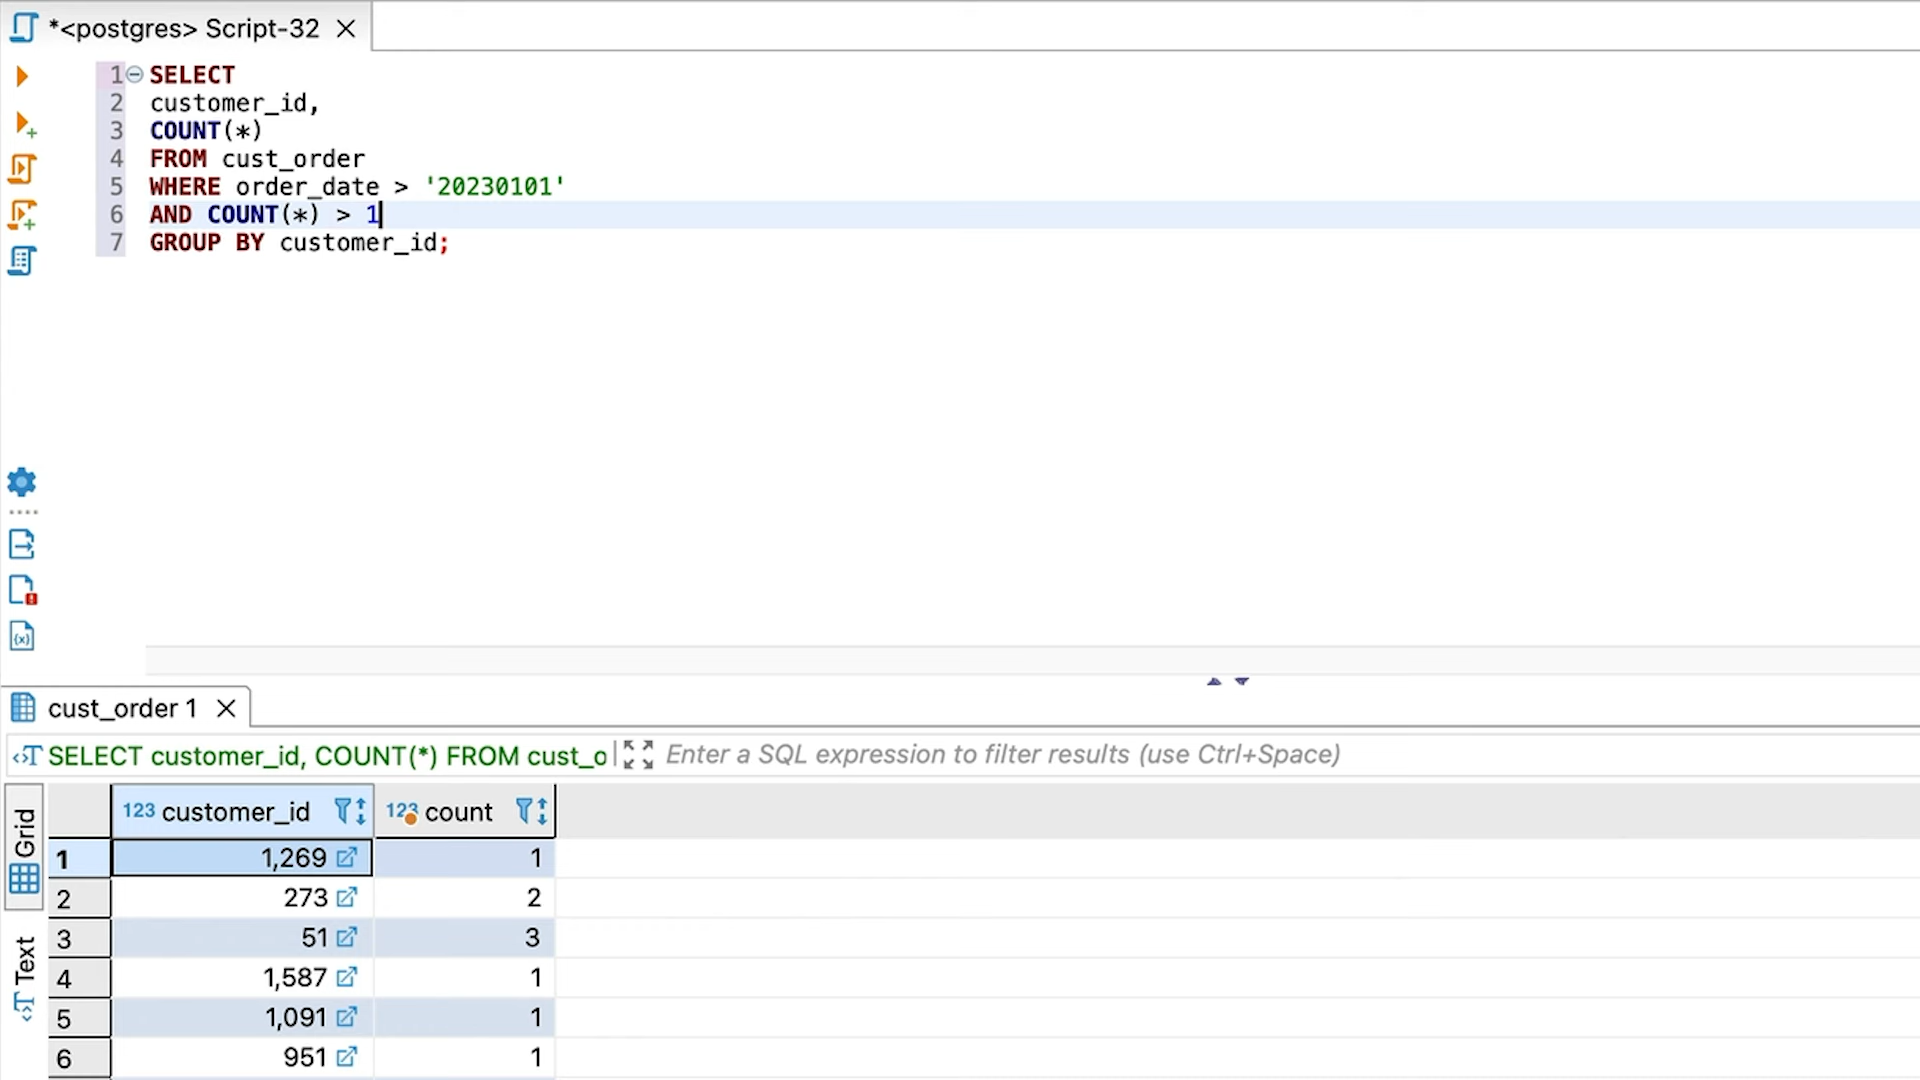 *<postgres> Script-32
1 SELECT
2 customer_id,
3 COUNT(*)
4 FROM cust_order
5 WHERE order_date > '20230101'
6 AND COUNT(*) > 1
7 GROUP BY customer_id;
cust_order 1
SELECT customer_id, COUNT(*) FROM cust_o
Enter a SQL expression to filter results (use Ctrl+Space)
Grid
Text
123 customer_id 123 count
1 1,269 1
2 273 2
3 51 3
4 1,587 1
5 1,091 1
6 951 1